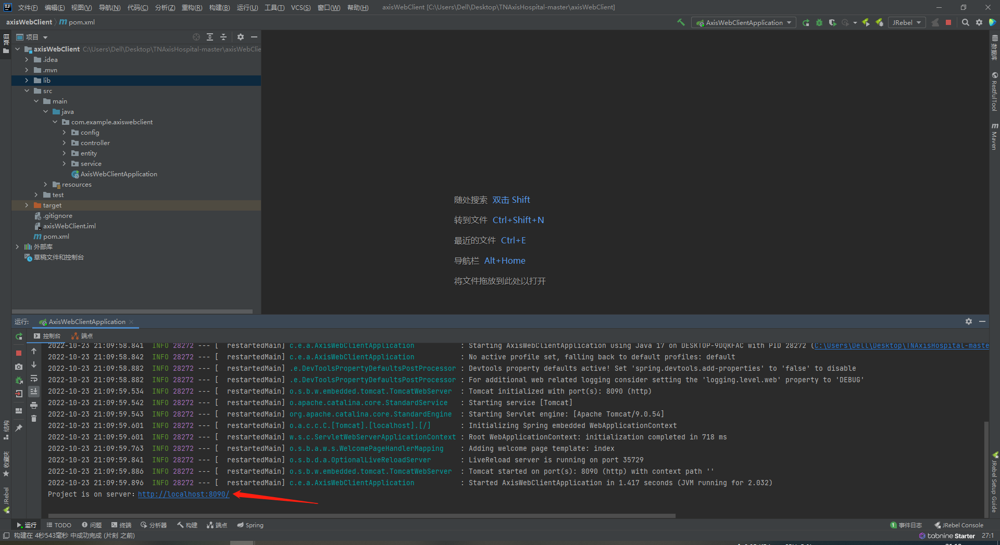 文件(F) 编辑(E) 视图(V) 导航(N) 代码(C) 分析(Z) 重构(R) 构建(B) 运行(U) 工具(T) VCS(S) 窗口(W) 帮助(H) axisWebClient [C:\Users\Dell\Desktop\TNAxisHospital-master\axisWebClient]
axisWebClient pom.xml AxisWebClientApplication JRebel
项目
axisWebClient C:\Users\Dell\Desktop\TNAxisHospital-master\axisWebClie
.idea
.mvn
lib
src
main
java
com.example.axiswebclient
config
controller
entity
service
AxisWebClientApplication
resources
test
target
.gitignore
axisWebClient.iml
pom.xml
外部库
草稿文件和控制台
项目
结构
收藏夹
JRebel
随处搜索 双击 Shift
转到文件 Ctrl+Shift+N
最近的文件 Ctrl+E
导航栏 Alt+Home
将文件拖放到此处以打开
数据库
RestfulTool
Maven
JRebel Setup Guide
运行: AxisWebClientApplication
控制台 端点
2022-10-23 21:09:58.841 INFO 28272 --- [ restartedMain] c.e.a.AxisWebClientApplication : Starting AxisWebClientApplication using Java 17 on DESKTOP-9DQKFAC with PID 28272 (C:\Users\Dell\Desktop\TNAxisHospital-maste
2022-10-23 21:09:58.842 INFO 28272 --- [ restartedMain] c.e.a.AxisWebClientApplication : No active profile set, falling back to default profiles: default
2022-10-23 21:09:58.882 INFO 28272 --- [ restartedMain] .e.DevToolsPropertyDefaultsPostProcessor : Devtools property defaults active! Set 'spring.devtools.add-properties' to 'false' to disable
2022-10-23 21:09:58.882 INFO 28272 --- [ restartedMain] .e.DevToolsPropertyDefaultsPostProcessor : For additional web related logging consider setting the 'logging.level.web' property to 'DEBUG'
2022-10-23 21:09:59.534 INFO 28272 --- [ restartedMain] o.s.b.w.embedded.tomcat.TomcatWebServer : Tomcat initialized with port(s): 8090 (http)
2022-10-23 21:09:59.542 INFO 28272 --- [ restartedMain] o.apache.catalina.core.StandardService : Starting service [Tomcat]
2022-10-23 21:09:59.543 INFO 28272 --- [ restartedMain] org.apache.catalina.core.StandardEngine : Starting Servlet engine: [Apache Tomcat/9.0.54]
2022-10-23 21:09:59.601 INFO 28272 --- [ restartedMain] o.a.c.c.C.[Tomcat].[localhost].[/] : Initializing Spring embedded WebApplicationContext
2022-10-23 21:09:59.601 INFO 28272 --- [ restartedMain] w.s.c.ServletWebServerApplicationContext : Root WebApplicationContext: initialization completed in 718 ms
2022-10-23 21:09:59.763 INFO 28272 --- [ restartedMain] o.s.b.a.w.s.WelcomePageHandlerMapping : Adding welcome page template: index
2022-10-23 21:09:59.841 INFO 28272 --- [ restartedMain] o.s.b.d.a.OptionalLiveReloadServer : LiveReload server is running on port 35729
2022-10-23 21:09:59.886 INFO 28272 --- [ restartedMain] o.s.b.w.embedded.tomcat.TomcatWebServer : Tomcat started on port(s): 8090 (http) with context path ''
2022-10-23 21:09:59.896 INFO 28272 --- [ restartedMain] c.e.a.AxisWebClientApplication : Started AxisWebClientApplication in 1.417 seconds (JVM running for 2.032)
Project is on server：http://localhost:8090/
运行 TODO 问题 终端 分析器 构建 端点 Spring 1 事件日志 JRebel Console
构建在 4秒543毫秒 中成功完成 (片刻 之前) tabnine Starter 27:1